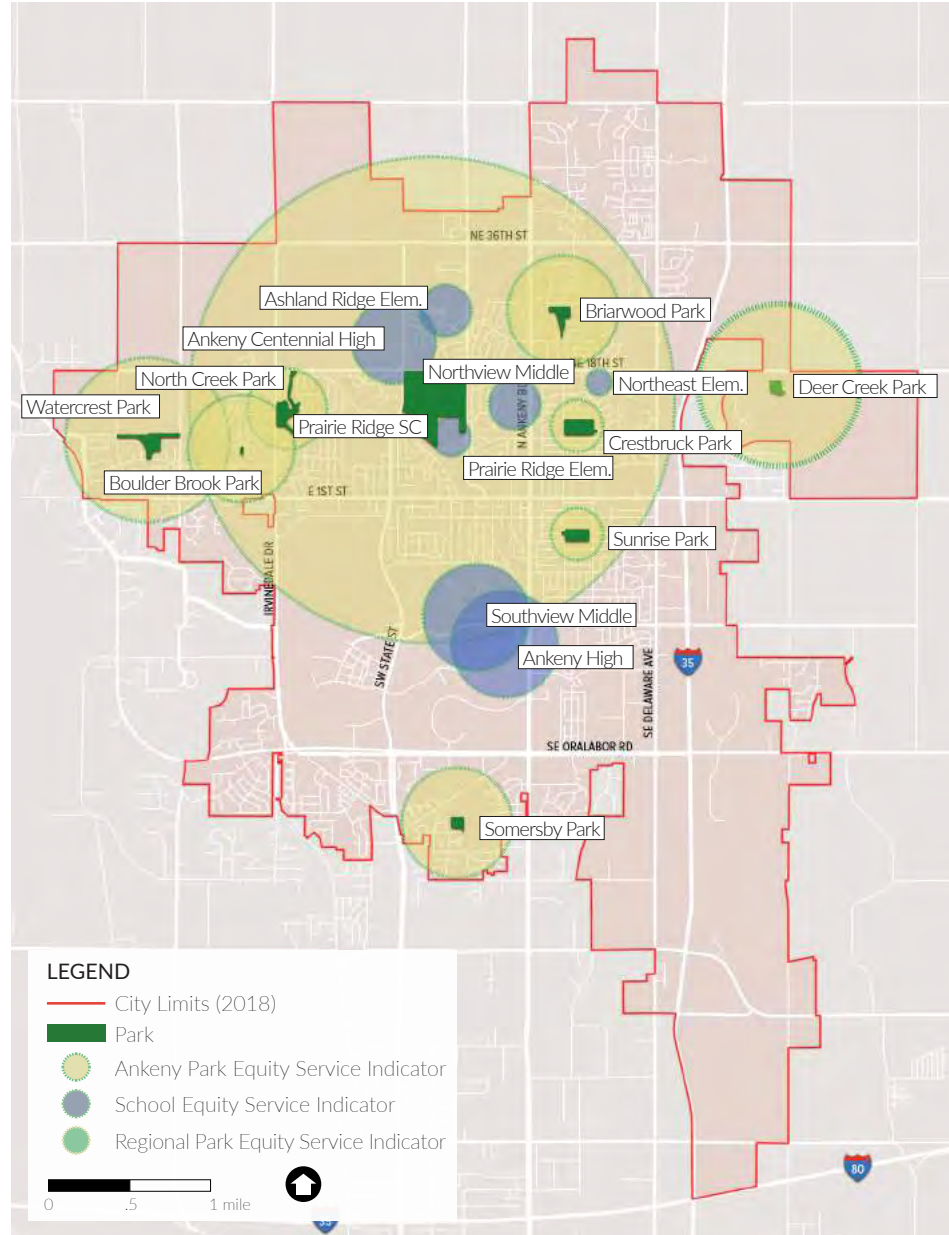 NE 36TH ST
Ashland Ridge Elem.
Briarwood Park
Ankeny Centennial High
NE 18TH ST
North Creek Park
Northview Middle
Northeast Elem.
Deer Creek Park
Watercrest Park
Prairie Ridge SC
N ANKENY BL
Crestbruck Park
Prairie Ridge Elem.
Boulder Brook Park
E 1ST ST
Sunrise Park
IRVINEDALE DR
Southview Middle
SW STATE ST
Ankeny High
35
SE DELAWARE AVE
SE ORALABOR RD
Somersby Park
LEGEND
City Limits (2018)
Park
Ankeny Park Equity Service Indicator
School Equity Service Indicator
Regional Park Equity Service Indicator
0 .5 1 mile
80
35